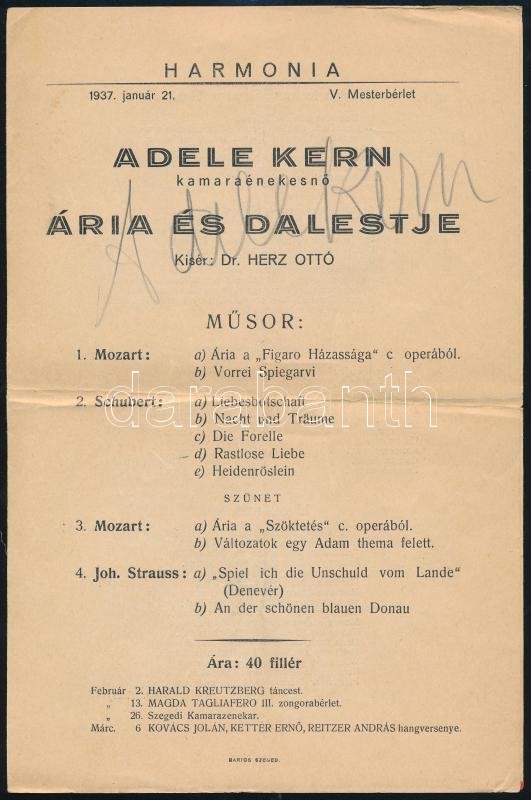 HARMONIA
1937. január 21. V. Mesterbérlet
ADELE KERN
kamaraénekesnő
ÁRIA ÉS DALESTJE
Adele Kern
Kisér: Dr. HERZ OTTÓ
MŰSOR:
1. Mozart: a) Ária a „Figaro Házassága" c operából.
b) Vorrei Spiegarvi
darabanth
2. Schubert: a) Liebesbotschaft
b) Nacht und Träume
c) Die Forelle
d) Rastlose Liebe
e) Heidenröslein
SZÜNET
3. Mozart: a) Ária a „Szöktetés" c. operából.
b) Változatok egy Adam thema felett.
4. Joh. Strauss: a) „Spiel ich die Unschuld vom Lande"
(Denevér)
b) An der schönen blauen Donau
Ára: 40 fillér
Február 2. HARALD KREUTZBERG táncest.
„ 13. MAGDA TAGLIAFERO III. zongorabérlet.
„ 26. Szegedi Kamarazenekar.
Márc. 6 KOVÁCS JOLÁN, KETTER ERNŐ, REITZER ANDRÁS hangversenye.
BARTOS SZEGED.